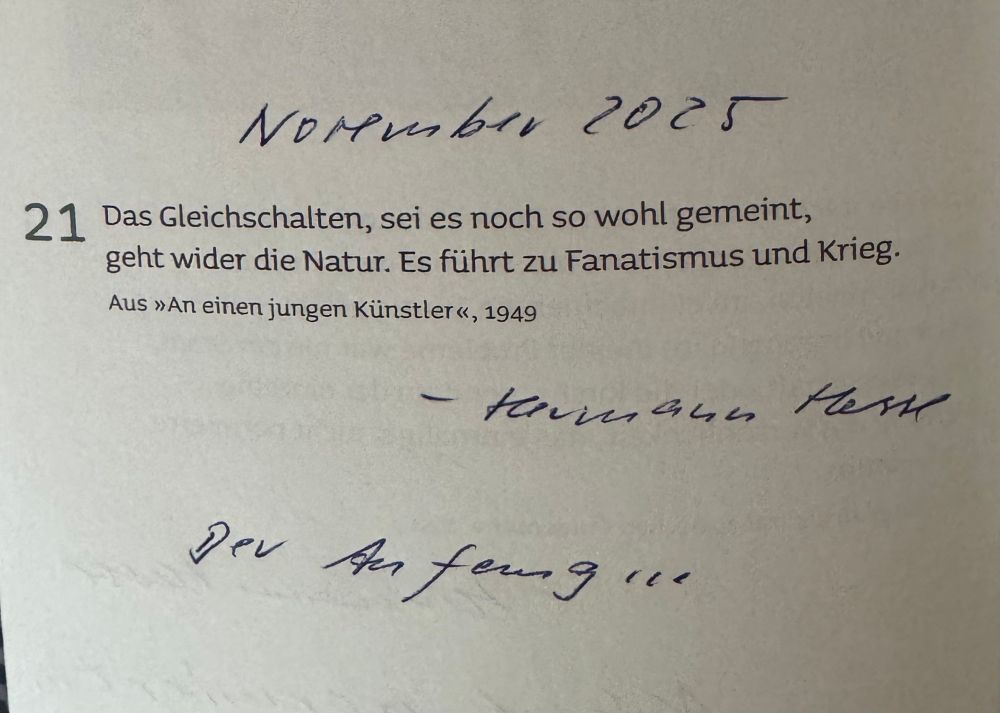 November 2025
21 Das Gleichschalten, sei es noch so wohl gemeint,
geht wider die Natur. Es führt zu Fanatismus und Krieg.
Aus »An einen jungen Künstler«, 1949
– Hermann Hesse
Der Anfang ...